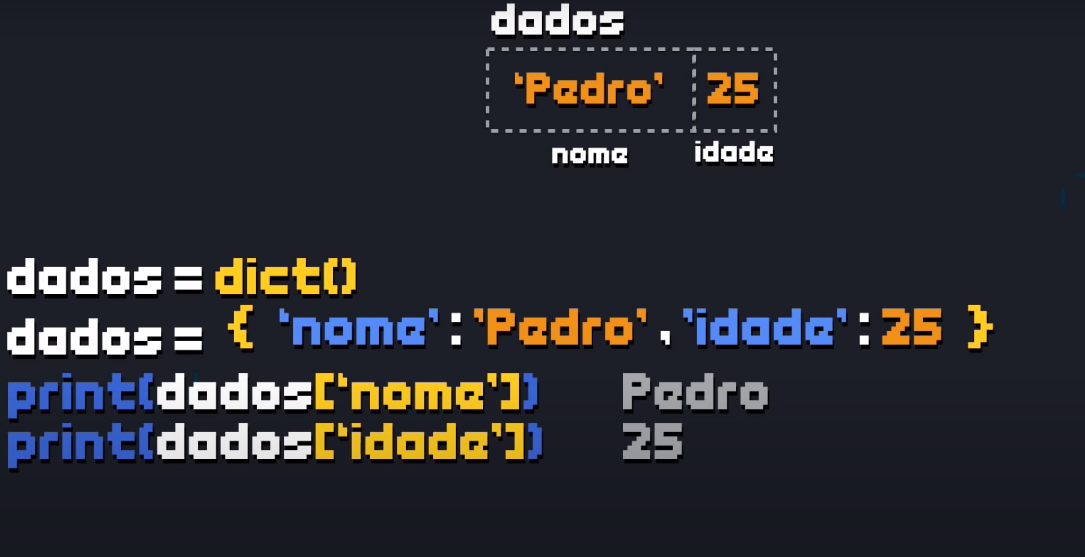 dados
‘Pedro’ 25
nome idade
dados = dict()
dados = { ‘nome’:‘Pedro’,’idade’:25 }
print(dados[‘nome’]) Pedro
print(dados[‘idade’]) 25